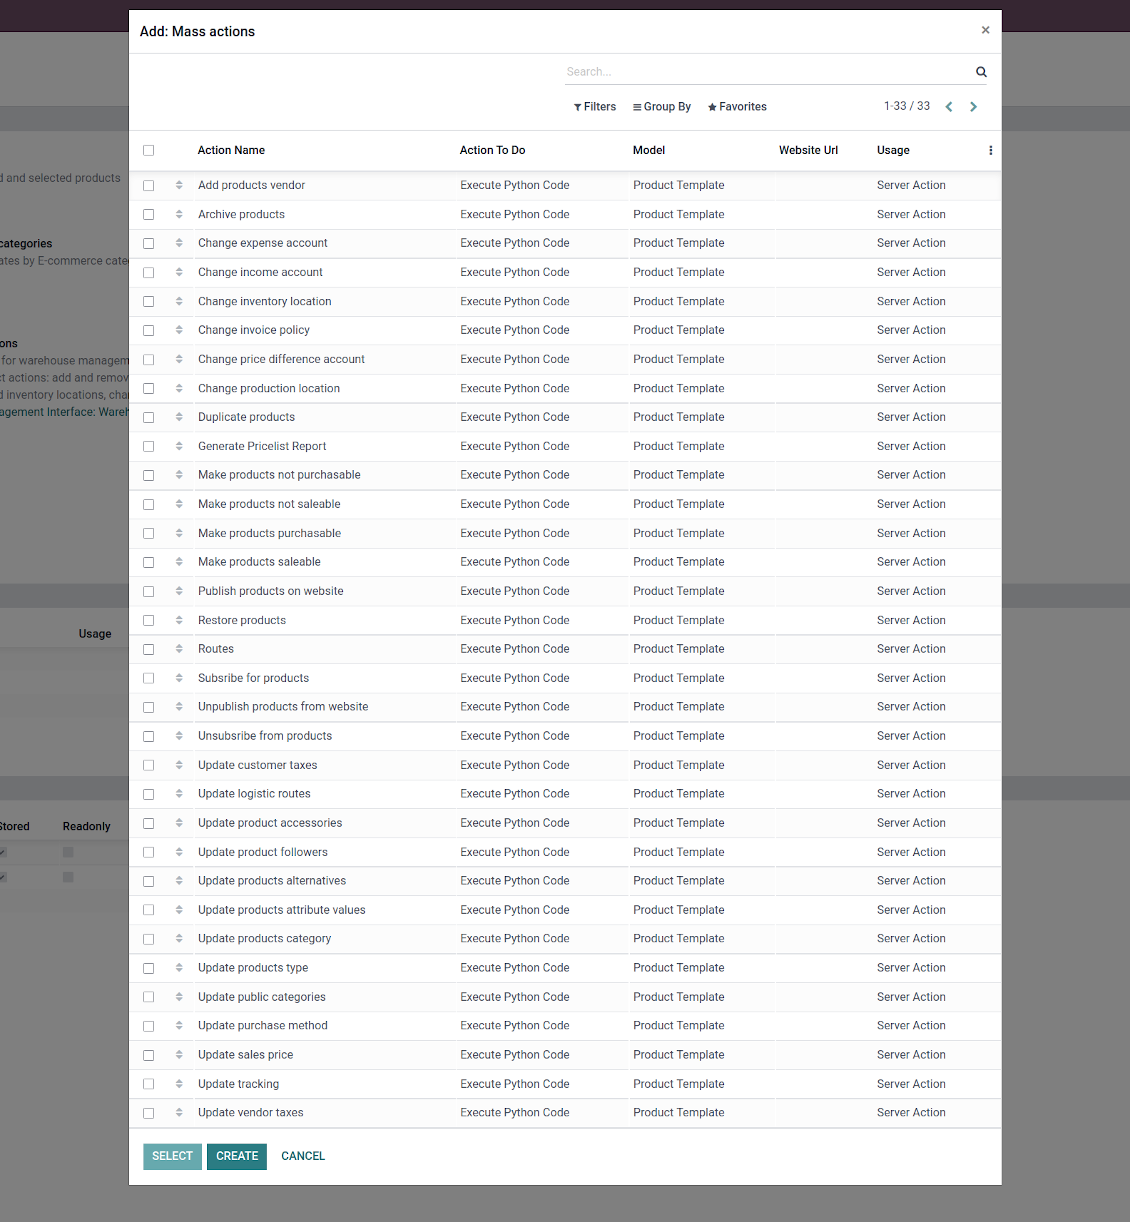 Add: Mass actions ×
Search...
Filters Group By Favorites 1-33 / 33
Action Name Action To Do Model Website Url Usage
Add products vendor Execute Python Code Product Template Server Action
Archive products Execute Python Code Product Template Server Action
Change expense account Execute Python Code Product Template Server Action
Change income account Execute Python Code Product Template Server Action
Change inventory location Execute Python Code Product Template Server Action
Change invoice policy Execute Python Code Product Template Server Action
Change price difference account Execute Python Code Product Template Server Action
Change production location Execute Python Code Product Template Server Action
Duplicate products Execute Python Code Product Template Server Action
Generate Pricelist Report Execute Python Code Product Template Server Action
Make products not purchasable Execute Python Code Product Template Server Action
Make products not saleable Execute Python Code Product Template Server Action
Make products purchasable Execute Python Code Product Template Server Action
Make products saleable Execute Python Code Product Template Server Action
Publish products on website Execute Python Code Product Template Server Action
Restore products Execute Python Code Product Template Server Action
Routes Execute Python Code Product Template Server Action
Subsribe for products Execute Python Code Product Template Server Action
Unpublish products from website Execute Python Code Product Template Server Action
Unsubsribe from products Execute Python Code Product Template Server Action
Update customer taxes Execute Python Code Product Template Server Action
Update logistic routes Execute Python Code Product Template Server Action
Update product accessories Execute Python Code Product Template Server Action
Update product followers Execute Python Code Product Template Server Action
Update products alternatives Execute Python Code Product Template Server Action
Update products attribute values Execute Python Code Product Template Server Action
Update products category Execute Python Code Product Template Server Action
Update products type Execute Python Code Product Template Server Action
Update public categories Execute Python Code Product Template Server Action
Update purchase method Execute Python Code Product Template Server Action
Update sales price Execute Python Code Product Template Server Action
Update tracking Execute Python Code Product Template Server Action
Update vendor taxes Execute Python Code Product Template Server Action
SELECT CREATE CANCEL
d and selected products
categories
ates by E-commerce cate
ons
for warehouse managem
ct actions: add and remov
d inventory locations, cha
agement Interface: Wareh
Usage
Stored Readonly